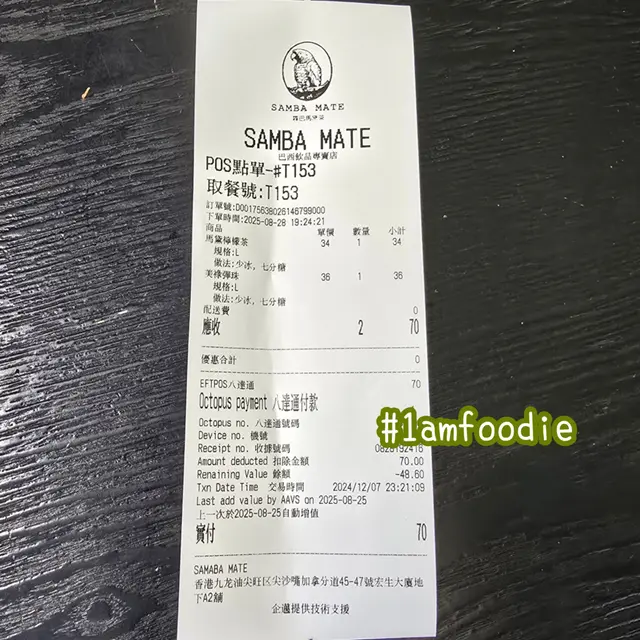 SAMBA MATE
森巴馬黛茶
SAMBA MATE
巴西飲品專賣店
POS點單-#T153
取餐號:T153
訂單號:D00175638026146799000
下單時間:2025-08-28 19:24:21
商品 單價 數量 小計
馬黛檸檬茶 34 1 34
規格:L
做法:少冰, 七分糖
美祿彈珠 36 1 36
規格:L
做法:少冰, 七分糖
配送費 0
應收 2 70
優惠合計 0
EFTPOS八達通 70
Octopus payment 八達通付款
Octopus no. 八達通號碼
Device no. 機號
Receipt no. 收據號碼
Amount deducted 扣除金額 70.00
Renaining Value 餘額 -48.60
Txn Date Time 交易時間 2024/12/07 23:21:09
Last add value by AAVS on 2025-08-25
上一次於2025-08-25自動增值
實付 70
SAMABA MATE
香港九龙油尖旺区尖沙嘴加拿分道45-47號宏生大廈地
下A2舖
企邁提供技術支援
#1amfoodie